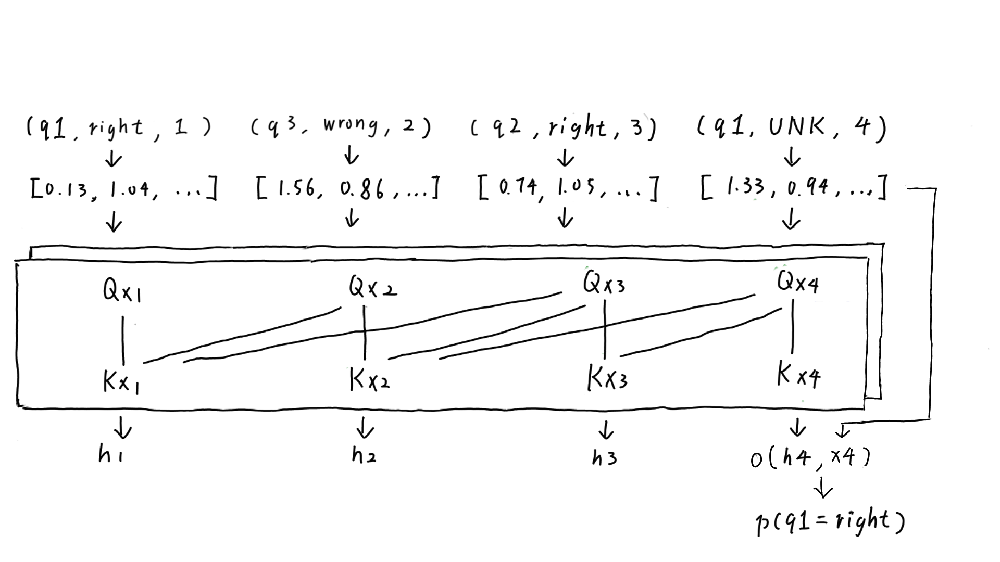 (q1, right, 1) (q3, wrong, 2) (q2, right, 3) (q1, UNK, 4)
[0.13, 1.04, ...] [1.56, 0.86, ...] [0.74, 1.05, ...] [1.33, 0.94, ...]
Qx1 Qx2 Qx3 Qx4
Kx1 Kx2 Kx3 Kx4
h1 h2 h3 o(h4, x4)
p(q1=right)